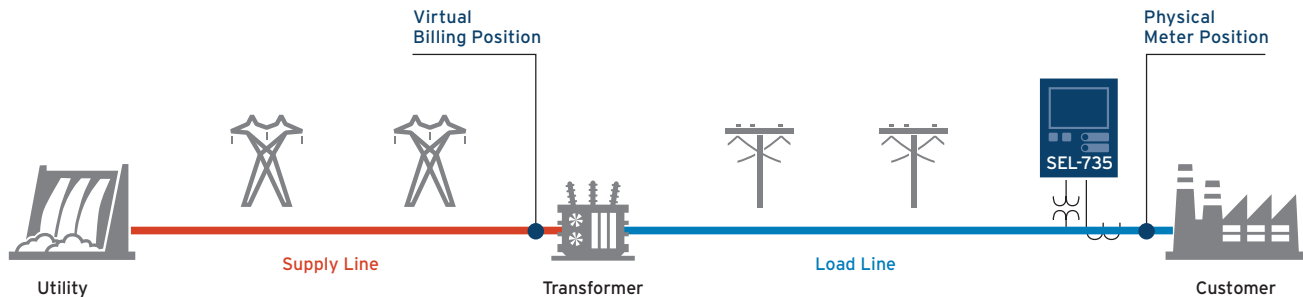 Virtual
Billing Position
Physical
Meter Position
SEL-735
Supply Line
Load Line
Utility
Transformer
Customer